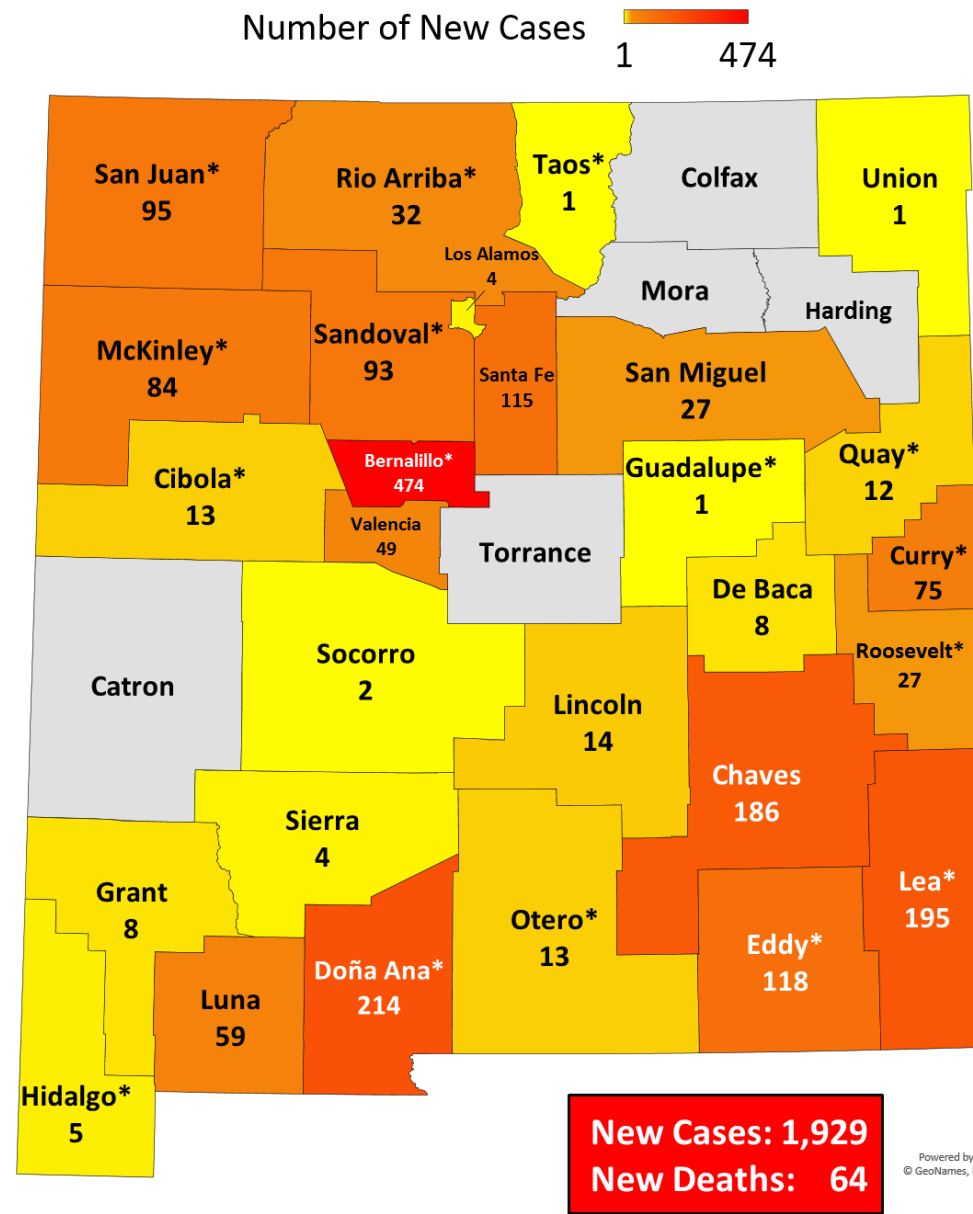 Number of New Cases
1 474
San Juan*
95
Rio Arriba*
32
Taos*
1
Colfax
Union
1
Los Alamos
4
Mora
Harding
McKinley*
84
Sandoval*
93
Santa Fe
115
San Miguel
27
Cibola*
13
Bernalillo*
474
Guadalupe*
1
Quay*
12
Valencia
49
Torrance
Curry*
75
De Baca
8
Catron
Socorro
2
Roosevelt*
27
Lincoln
14
Chaves
186
Sierra
4
Grant
8
Otero*
13
Lea*
195
Eddy*
118
Luna
59
Doña Ana*
214
Hidalgo*
5
New Cases: 1,929
New Deaths: 64
Powered by
© GeoNames,